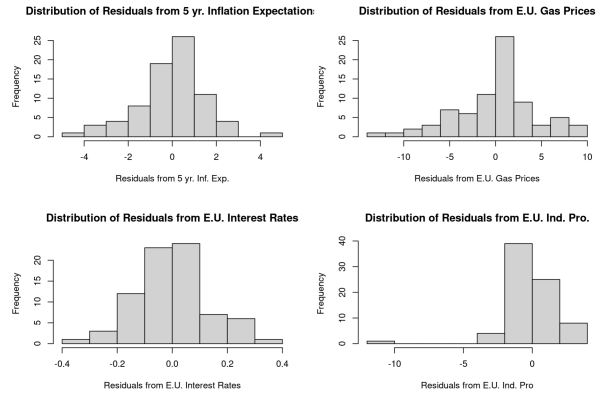 Distribution of Residuals from 5 yr. Inflation Expectations
Frequency
0 5 10 15 20 25
-4 -2 0 2 4
Residuals from 5 yr. Inf. Exp.
Distribution of Residuals from E.U. Gas Prices
Frequency
0 5 10 15 20 25
-10 -5 0 5 10
Residuals from E.U. Gas Prices
Distribution of Residuals from E.U. Interest Rates
Frequency
0 5 10 15 20
-0.4 -0.2 0.0 0.2 0.4
Residuals from E.U. Interest Rates
Distribution of Residuals from E.U. Ind. Pro.
Frequency
0 10 20 30 40
-10 -5 0
Residuals from E.U. Ind. Pro